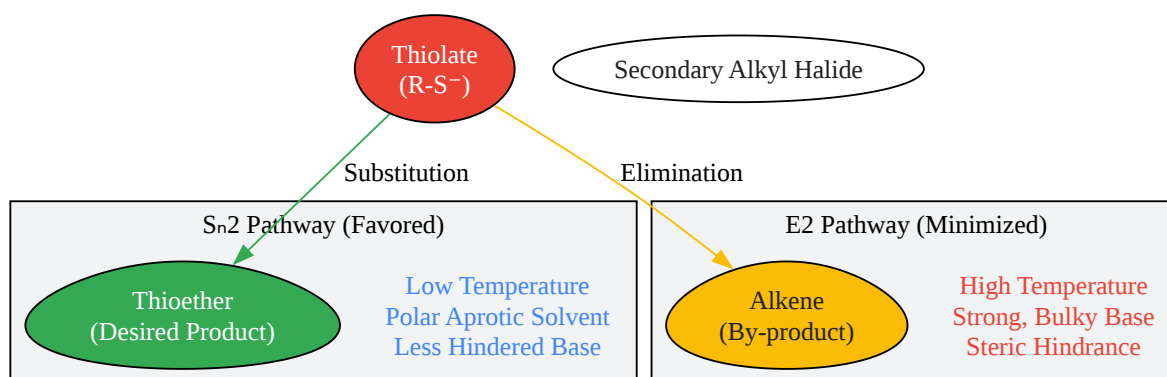 Thiolate
(R-S⁻)
Secondary Alkyl Halide
Substitution
Elimination
Sₙ2 Pathway (Favored)
E2 Pathway (Minimized)
Thioether
(Desired Product)
Low Temperature
Polar Aprotic Solvent
Less Hindered Base
Alkene
(By-product)
High Temperature
Strong, Bulky Base
Steric Hindrance